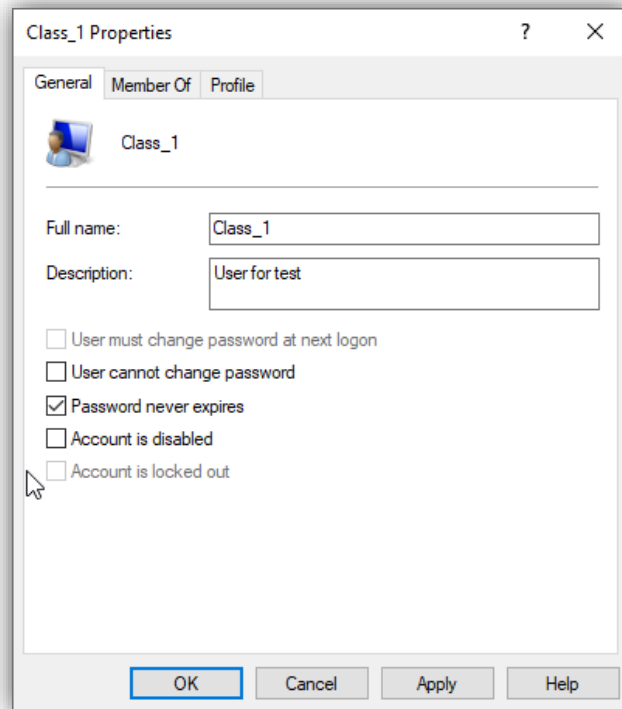 Class_1 Properties ?
General Member Of Profile
Class_1
Full name: Class_1
Description: User for test
User must change password at next logon
User cannot change password
Password never expires
Account is disabled
Account is locked out
OK Cancel Apply Help